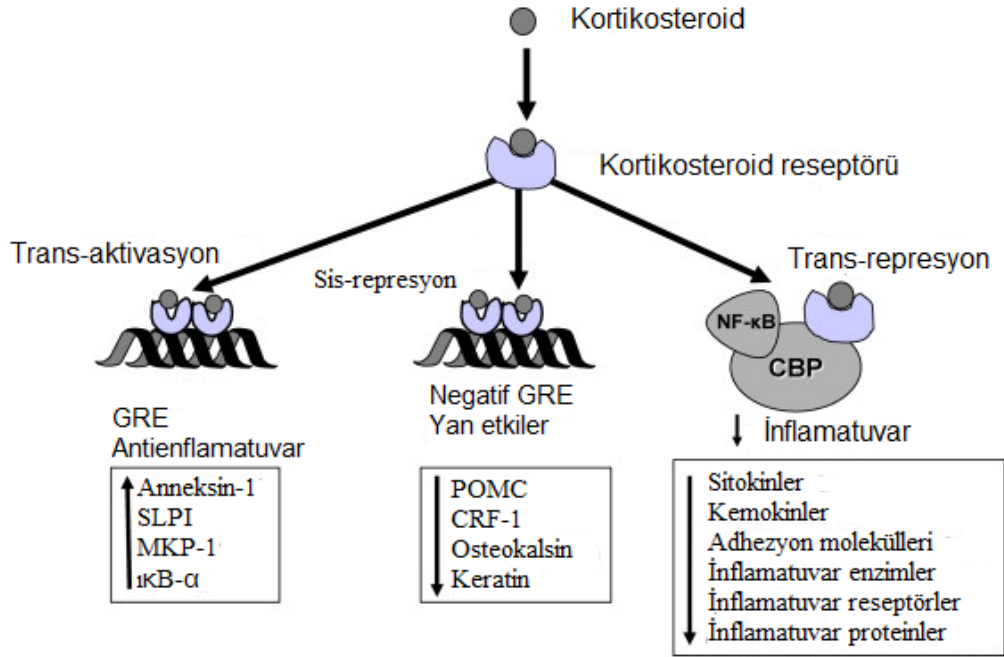 Kortikosteroid
Kortikosteroid reseptörü
Trans-aktivasyon
Sis-represyon
Trans-represyon
NF-κB
CBP
GRE
Antienflamatuvar
Anneksin-1
SLPI
MKP-1
ıκB-α
Negatif GRE
Yan etkiler
POMC
CRF-1
Osteokalsin
Keratin
İnflamatuvar
Sitokinler
Kemokinler
Adhezyon molekülleri
İnflamatuvar enzimler
İnflamatuvar reseptörler
İnflamatuvar proteinler